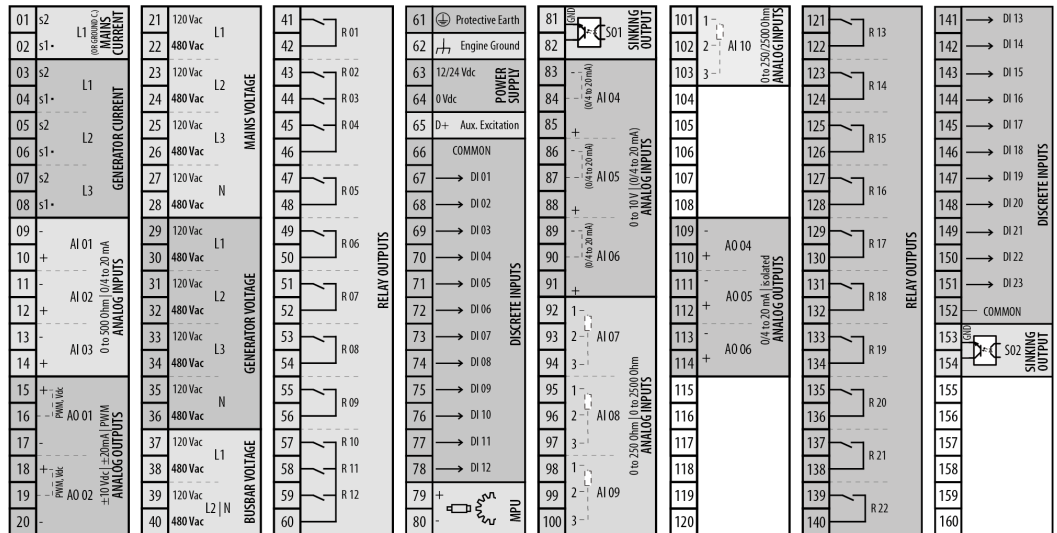 01 s2
L1
(OR GROUND C.)
MAINS
CURRENT
02 s1•
03 s2
L1
04 s1•
05 s2
L2
06 s1•
07 s2
L3
08 s1•
GENERATOR CURRENT
09 -
AI 01
10 +
11 -
AI 02
12 +
13 -
AI 03
14 +
0 to 500 Ohm | 0/4 to 20 mA
ANALOG INPUTS
15 +
PWM, Vdc
16 AO 01
17 -
18 +
PWM, Vdc
19 AO 02
20 -
±10 Vdc | ±20mA | PWM
ANALOG OUTPUTS
21 120 Vac
L1
22 480 Vac
23 120 Vac
L2
24 480 Vac
25 120 Vac
L3
26 480 Vac
27 120 Vac
N
28 480 Vac
MAINS VOLTAGE
29 120 Vac
L1
30 480 Vac
31 120 Vac
L2
32 480 Vac
33 120 Vac
L3
34 480 Vac
35 120 Vac
N
36 480 Vac
GENERATOR VOLTAGE
37 120 Vac
L1
38 480 Vac
39 120 Vac
L2 | N
40 480 Vac
BUSBAR VOLTAGE
41
R 01
42
43 R 02
44 R 03
45 R 04
46
47
R 05
48
49
R 06
50
51
R 07
52
53
R 08
54
55
R 09
56
57 R 10
58 R 11
59 R 12
60
RELAY OUTPUTS
61 Protective Earth
62 Engine Ground
63 12/24 Vdc
64 0 Vdc
POWER
SUPPLY
65 D+ Aux. Excitation
66 COMMON
67 DI 01
68 DI 02
69 DI 03
70 DI 04
71 DI 05
72 DI 06
73 DI 07
74 DI 08
75 DI 09
76 DI 10
77 DI 11
78 DI 12
DISCRETE INPUTS
79 +
80 -
MPU
81 GND
SO1
82
SINKING
OUTPUT
83 -
(0/4 to 20 mA)
84 AI 04
85 +
86 -
(0/4 to 20 mA)
87 AI 05
88 +
89 -
(0/4 to 20 mA)
90 AI 06
91 +
0 to 10 V | (0/4 to 20 mA)
ANALOG INPUTS
92 1
93 2 AI 07
94 3
95 1
96 2 AI 08
97 3
98 1
99 2 AI 09
100 3
0 to 250 Ohm | 0 to 2500 Ohm
ANALOG INPUTS
101 1
102 2 AI 10
103 3
0 to 250/2500 Ohm
ANALOG INPUTS
104
105
106
107
108
109 -
AO 04
110 +
111 -
AO 05
112 +
113 -
AO 06
114 +
0/4 to 20 mA | isolated
ANALOG OUTPUTS
115
116
117
118
119
120
121
R 13
122
123
R 14
124
125
R 15
126
127
R 16
128
129
R 17
130
131
R 18
132
133
R 19
134
135
R 20
136
137
R 21
138
139
R 22
140
RELAY OUTPUTS
141 DI 13
142 DI 14
143 DI 15
144 DI 16
145 DI 17
146 DI 18
147 DI 19
148 DI 20
149 DI 21
150 DI 22
151 DI 23
152 COMMON
DISCRETE INPUTS
153 GND
SO2
154
SINKING
OUTPUT
155
156
157
158
159
160